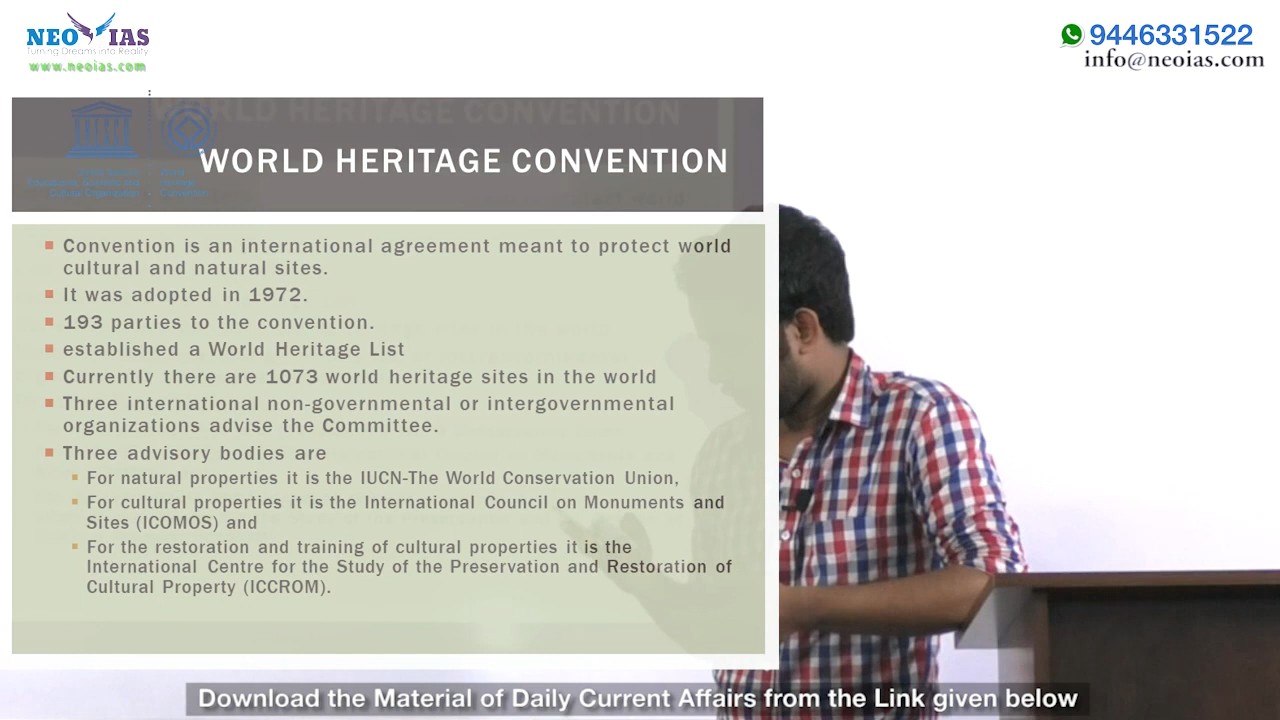 NEO IAS
Turning Dreams into Reality
www.neoias.com
9446331522
info@neoias.com
WORLD HERITAGE CONVENTION
WORLD HERITAGE CONVENTION
Convention is an international agreement meant to protect world
cultural and natural sites.
It was adopted in 1972.
193 parties to the convention.
established a World Heritage List
Currently there are 1073 world heritage sites in the world
Three international non-governmental or intergovernmental
organizations advise the Committee.
Three advisory bodies are
For natural properties it is the IUCN-The World Conservation Union,
For cultural properties it is the International Council on Monuments and
Sites (ICOMOS) and
For the restoration and training of cultural properties it is the
International Centre for the Study of the Preservation and Restoration of
Cultural Property (ICCROM).
Download the Material of Daily Current Affairs from the Link given below